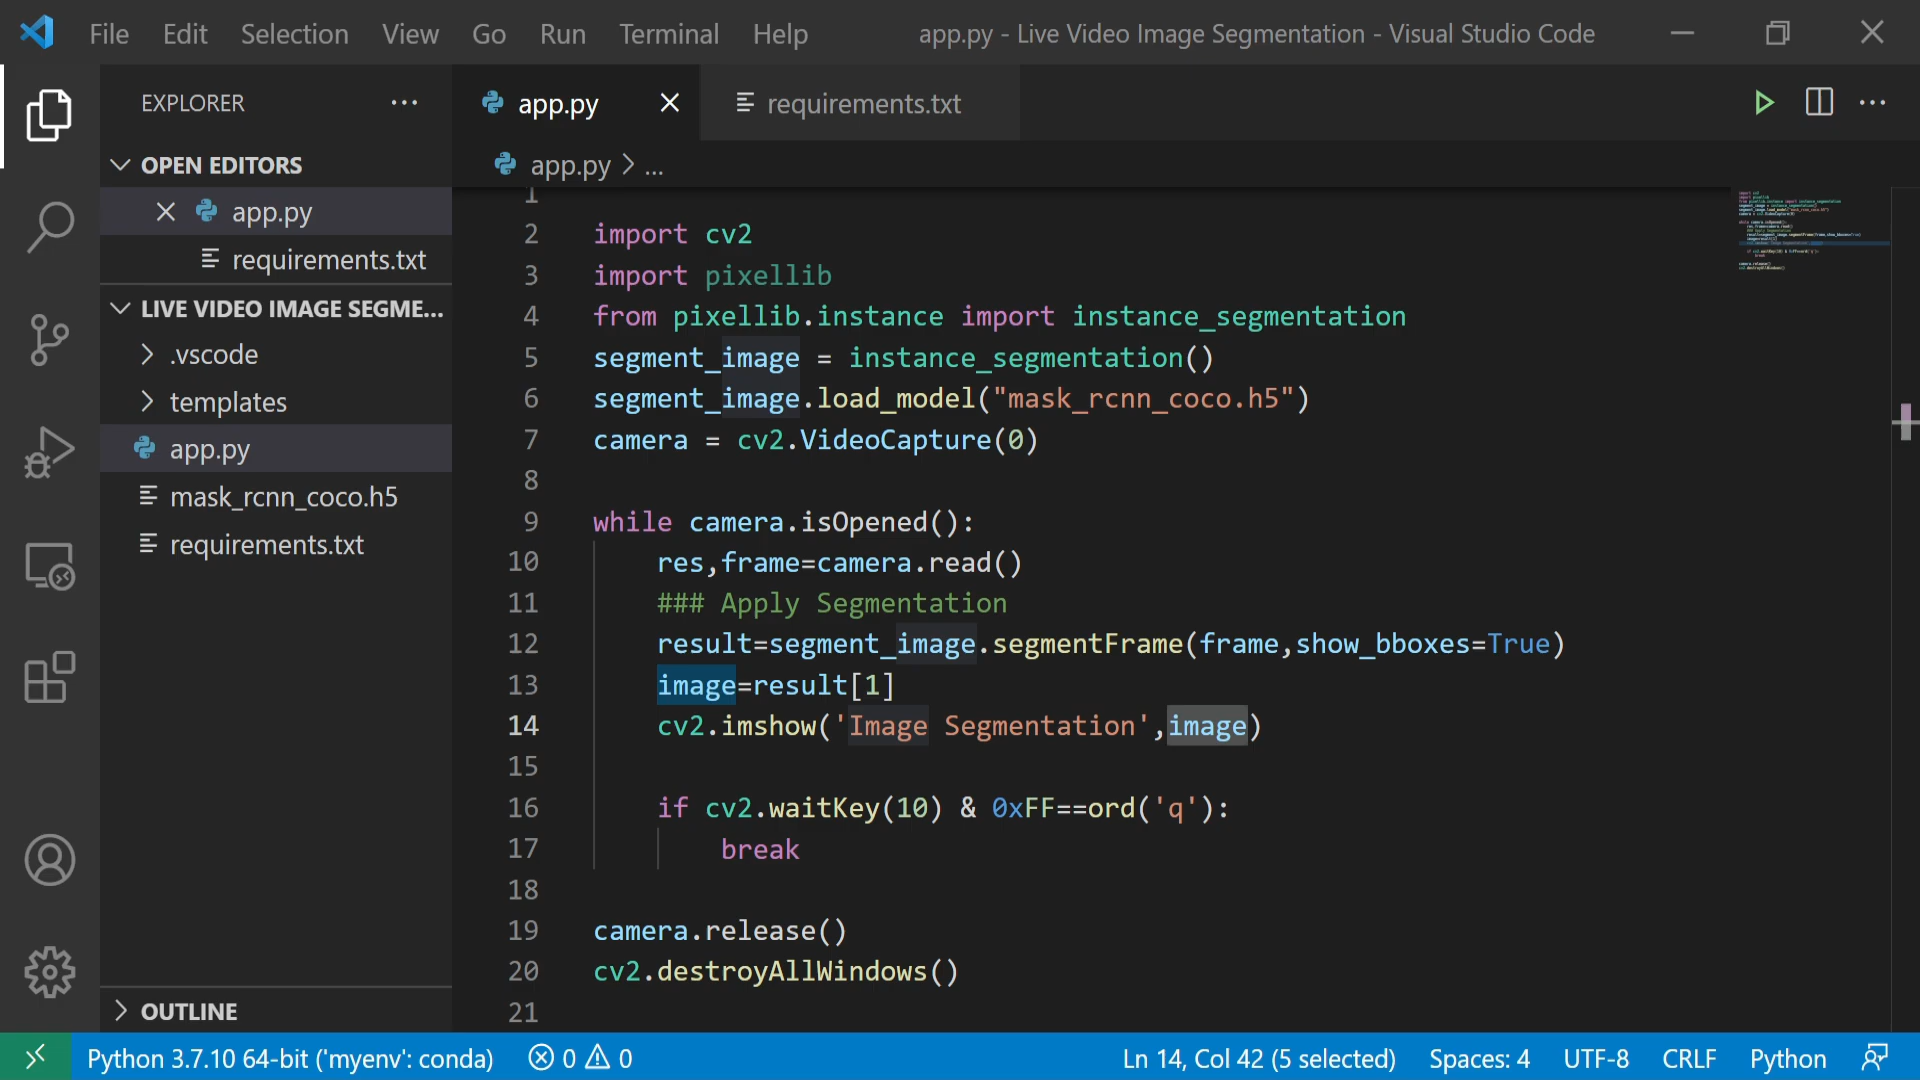 File Edit Selection View Go Run Terminal Help app.py - Live Video Image Segmentation - Visual Studio Code
EXPLORER ...
app.py
requirements.txt
app.py > ...
OPEN EDITORS
app.py
requirements.txt
LIVE VIDEO IMAGE SEGME...
.vscode
templates
app.py
mask_rcnn_coco.h5
requirements.txt
OUTLINE
1
2 import cv2
3 import pixellib
4 from pixellib.instance import instance_segmentation
5 segment_image = instance_segmentation()
6 segment_image.load_model("mask_rcnn_coco.h5")
7 camera = cv2.VideoCapture(0)
8
9 while camera.isOpened():
10 res,frame=camera.read()
11 ### Apply Segmentation
12 result=segment_image.segmentFrame(frame,show_bboxes=True)
13 image=result[1]
14 cv2.imshow('Image Segmentation',image)
15
16 if cv2.waitKey(10) & 0xFF==ord('q'):
17 break
18
19 camera.release()
20 cv2.destroyAllWindows()
21
Python 3.7.10 64-bit ('myenv': conda) 0 0 Ln 14, Col 42 (5 selected) Spaces: 4 UTF-8 CRLF Python